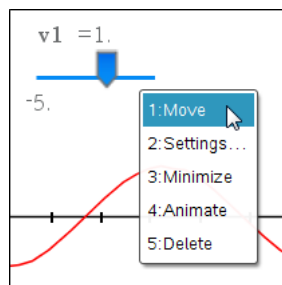 v1 =1.
-5.
1:Move
2:Settings...
3:Minimize
4:Animate
5:Delete